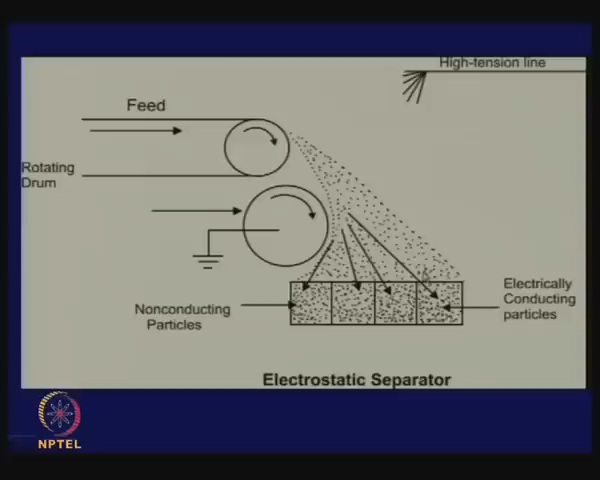 High-tension line
Feed
Rotating
Drum
Electrically
Conducting
particles
Nonconducting
Particles
Electrostatic Separator
NPTEL